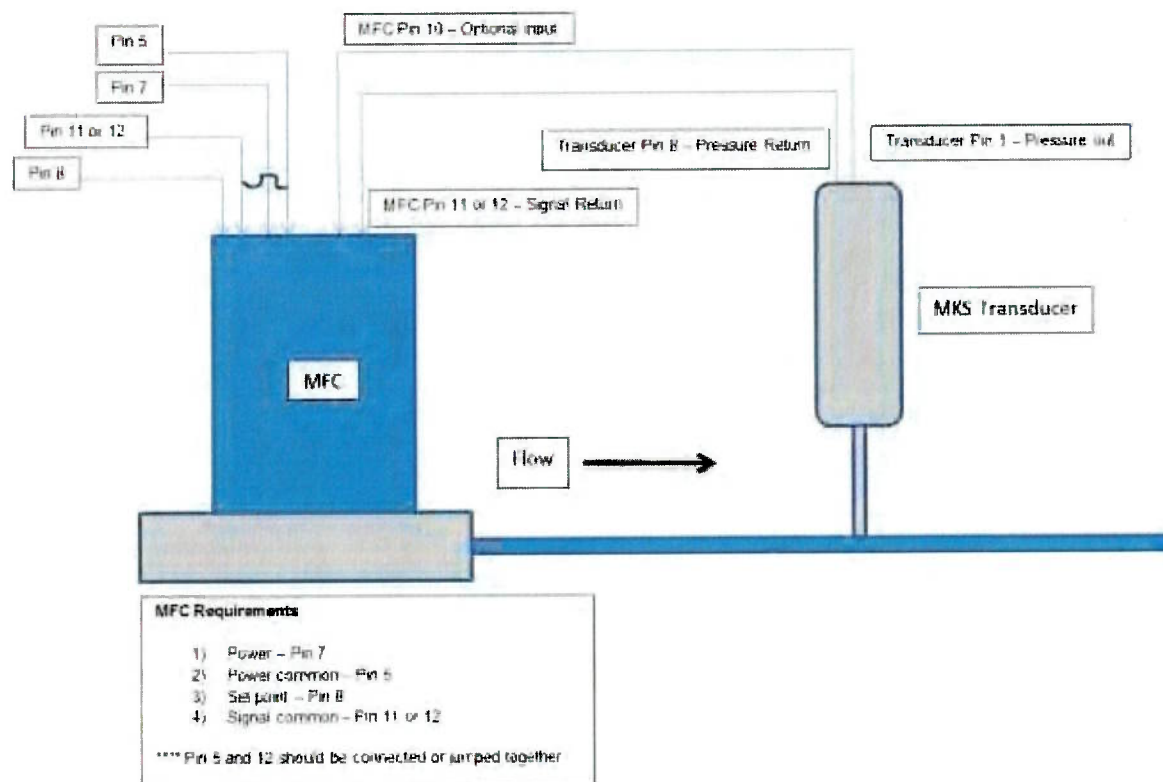 Pin 5
MFC Pin 10 – Optional input
Pin 7
Pin 11 or 12
Transducer Pin 8 – Pressure Return
Transducer Pin 1 – Pressure out
Pin 8
MFC Pin 11 or 12 – Signal Return
MKS Transducer
MFC
Flow
MFC Requirements
1) Power – Pin 7
2) Power common – Pin 5
3) Set point – Pin 8
4) Signal common – Pin 11 or 12
**** Pin 5 and 12 should be connected or jumped together